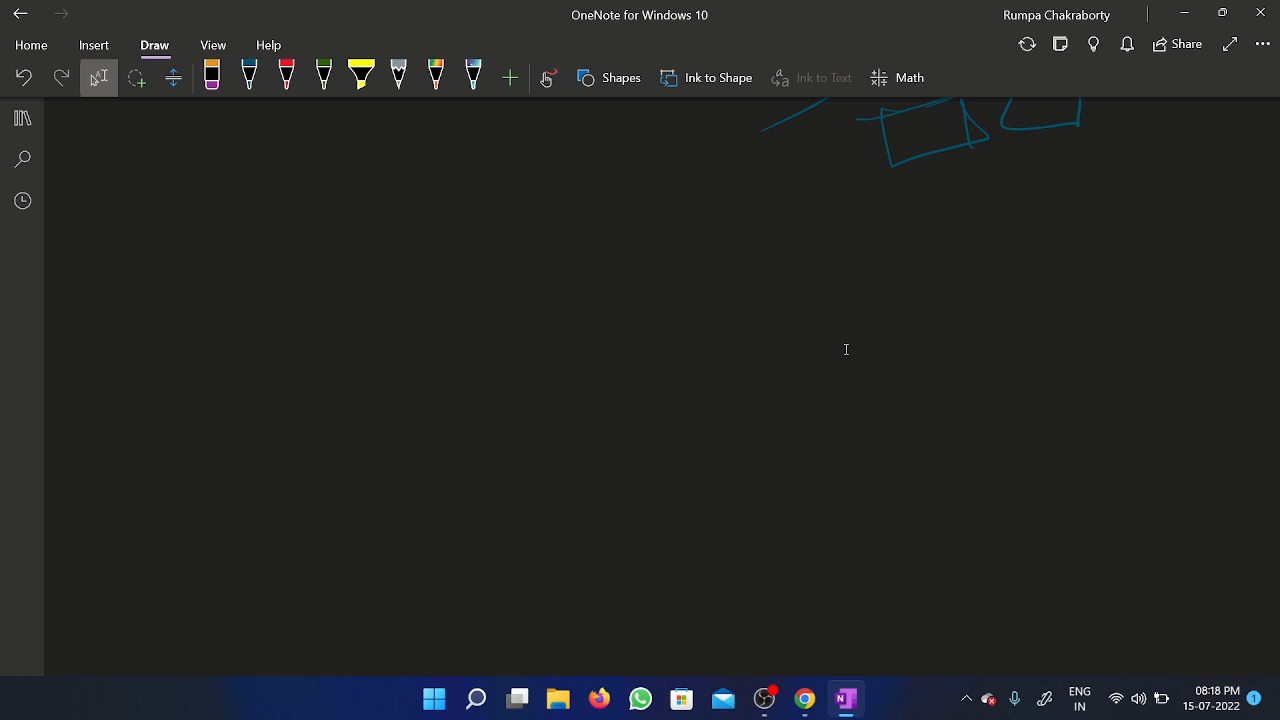 OneNote for Windows 10
Rumpa Chakraborty
Home Insert Draw View Help
Share
Shapes Ink to Shape Ink to Text Math
ENG
IN
08:18 PM
15-07-2022
1